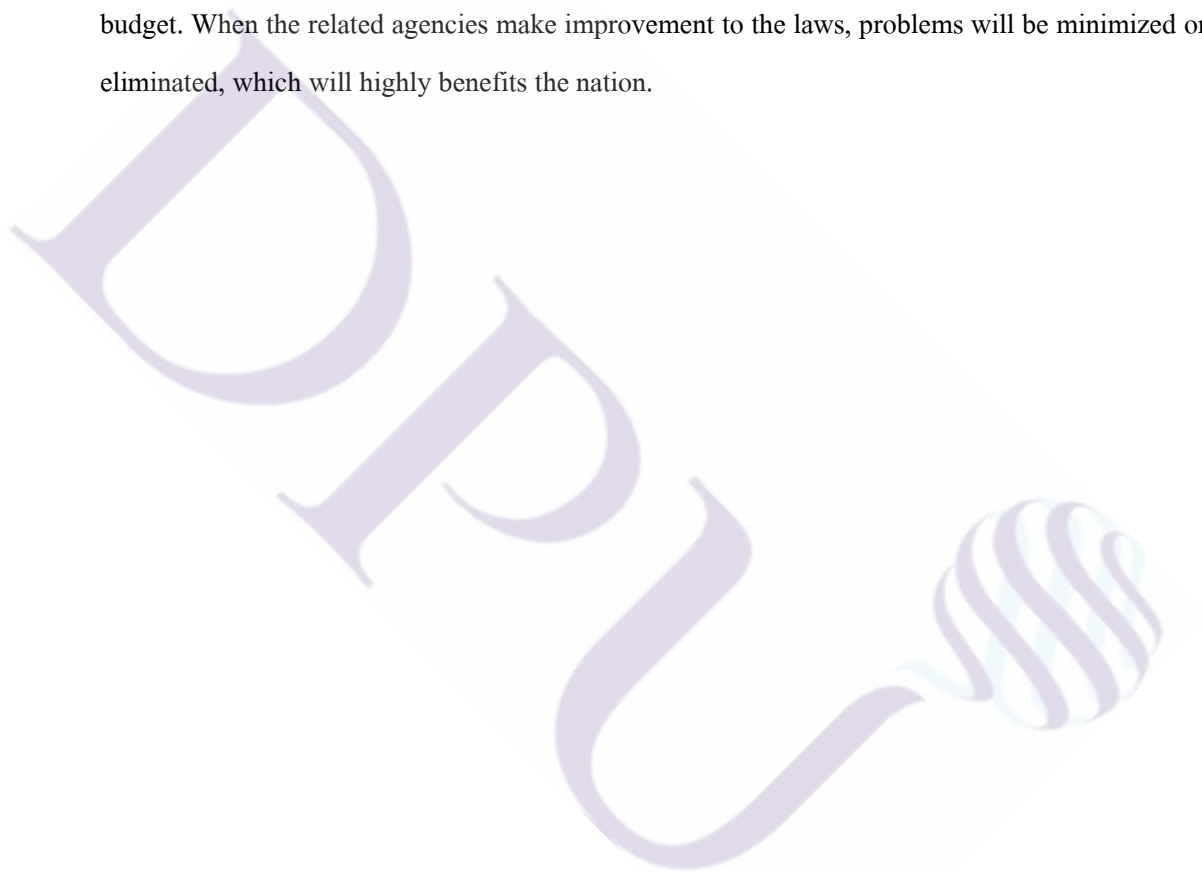 budget. When the related agencies make improvement to the laws, problems will be minimized or
eliminated, which will highly benefits the nation.
DPU